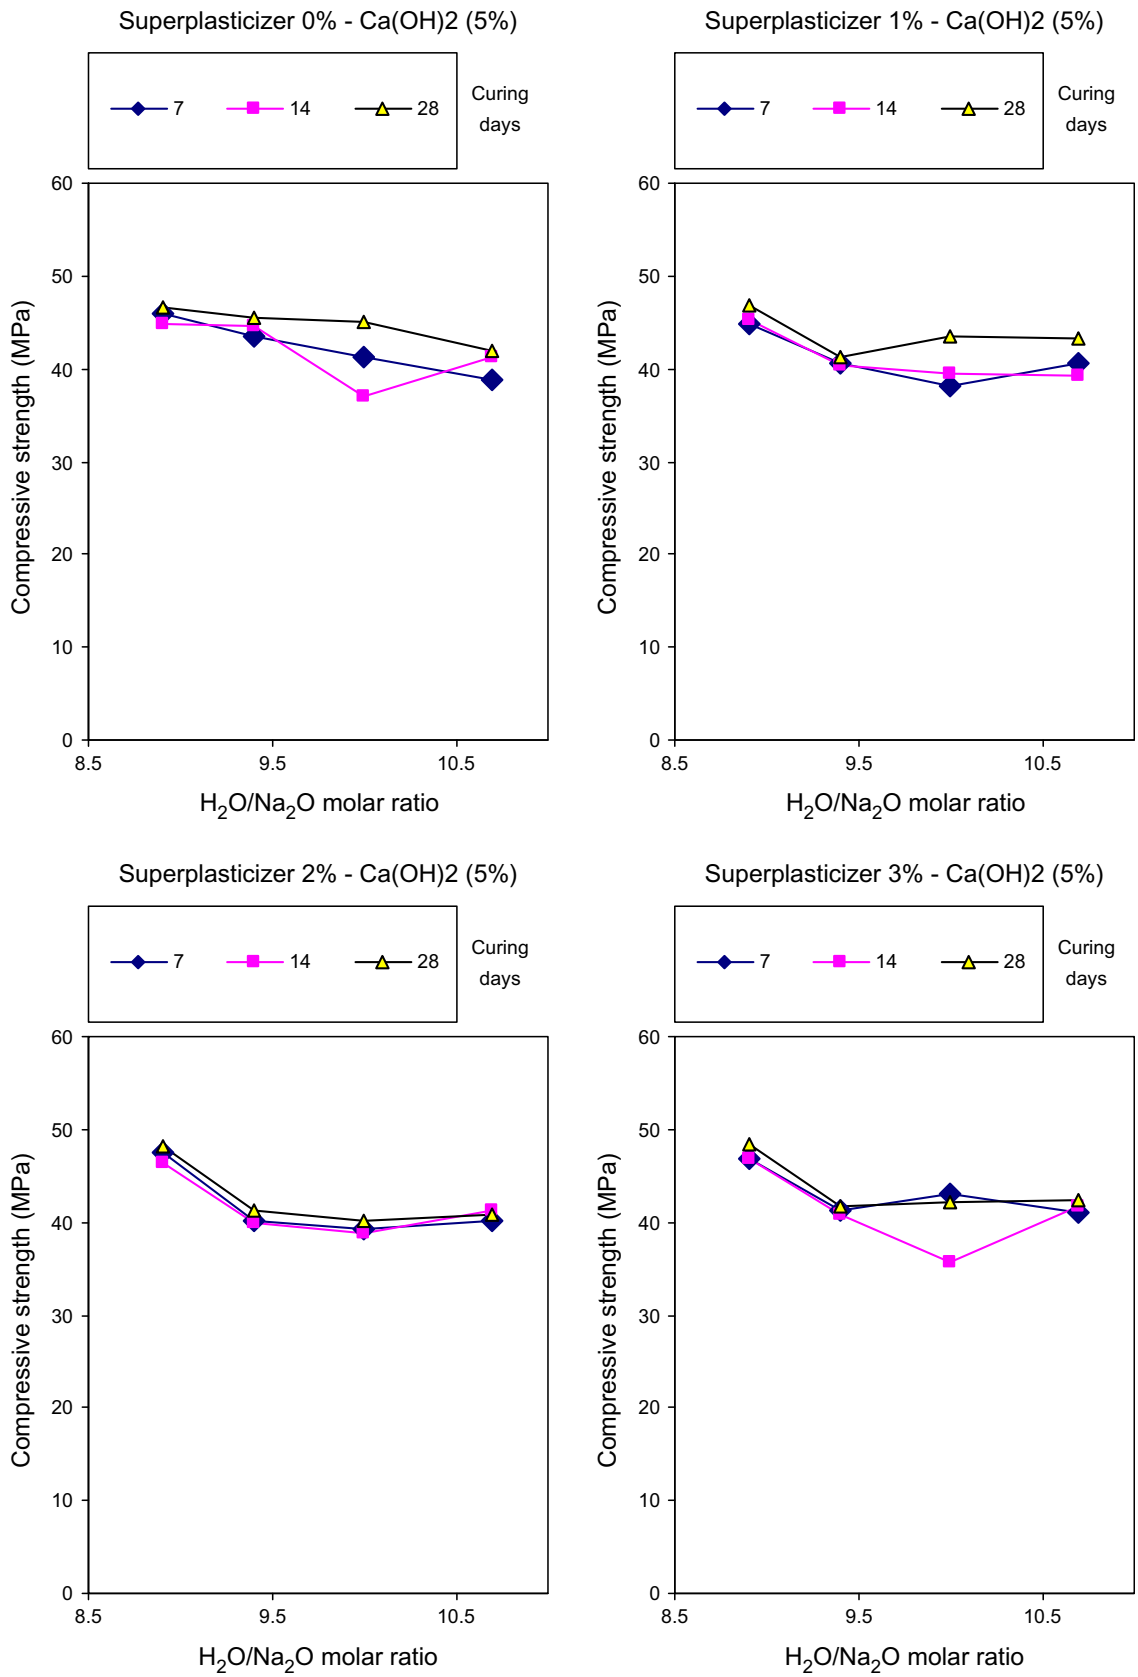 Superplasticizer 0% - Ca(OH)2 (5%)
7 14 28 Curing days
60
50
40
30
20
10
0
8.5 9.5 10.5
Compressive strength (MPa)
H2O/Na2O molar ratio
Superplasticizer 1% - Ca(OH)2 (5%)
7 14 28 Curing days
60
50
40
30
20
10
0
8.5 9.5 10.5
Compressive strength (MPa)
H2O/Na2O molar ratio
Superplasticizer 2% - Ca(OH)2 (5%)
7 14 28 Curing days
60
50
40
30
20
10
0
8.5 9.5 10.5
Compressive strength (MPa)
H2O/Na2O molar ratio
Superplasticizer 3% - Ca(OH)2 (5%)
7 14 28 Curing days
60
50
40
30
20
10
0
8.5 9.5 10.5
Compressive strength (MPa)
H2O/Na2O molar ratio